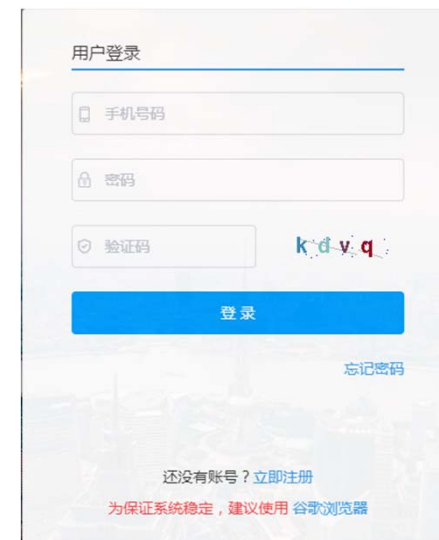 用户登录
手机号码
密码
验证码 kdvq
登录
忘记密码
还没有账号？立即注册
为保证系统稳定，建议使用 谷歌浏览器